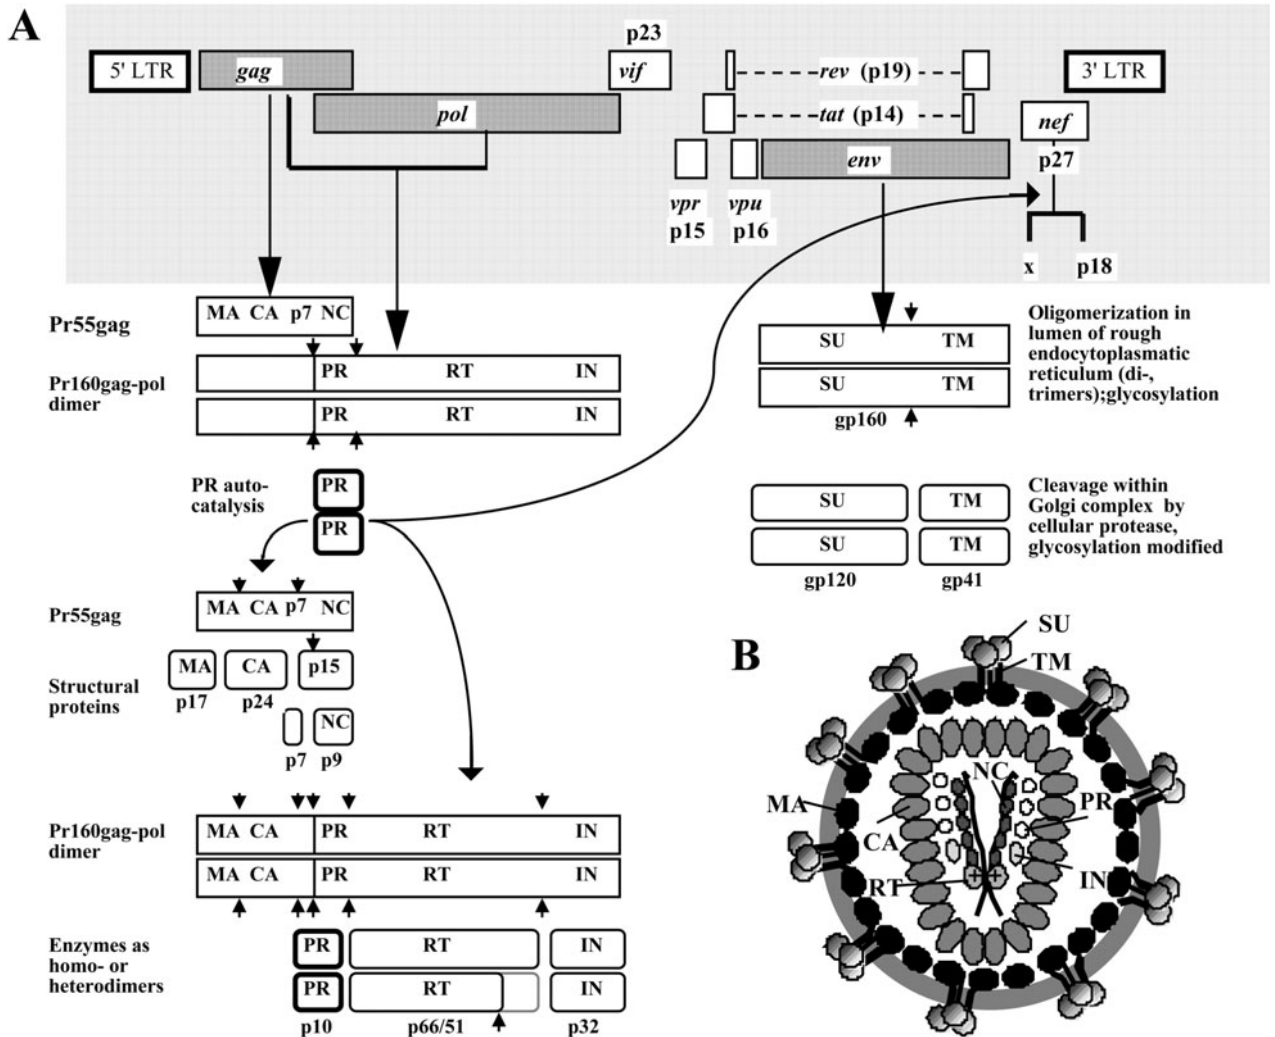 A
p23
5' LTR gag vif rev (p19) 3' LTR
pol tat (p14) nef
env p27
vpr vpu
p15 p16
x p18
Pr55gag
MA CA p7 NC
Pr160gag-pol
dimer
PR RT IN
PR RT IN
SU TM
SU TM
gp160
Oligomerization in
lumen of rough
endocytoplasmatic
reticulum (di-,
trimers);glycosylation
PR auto-
catalysis
PR
PR
SU TM
SU TM
gp120 gp41
Cleavage within
Golgi complex by
cellular protease,
glycosylation modified
Pr55gag
MA CA p7 NC
Structural
proteins
MA CA p15
p17 p24
NC
p7 p9
Pr160gag-pol
dimer
MA CA PR RT IN
MA CA PR RT IN
Enzymes as
homo- or
heterodimers
PR RT IN
PR RT IN
p10 p66/51 p32
B
SU
TM
NC
PR
MA
CA
RT
IN
+ +